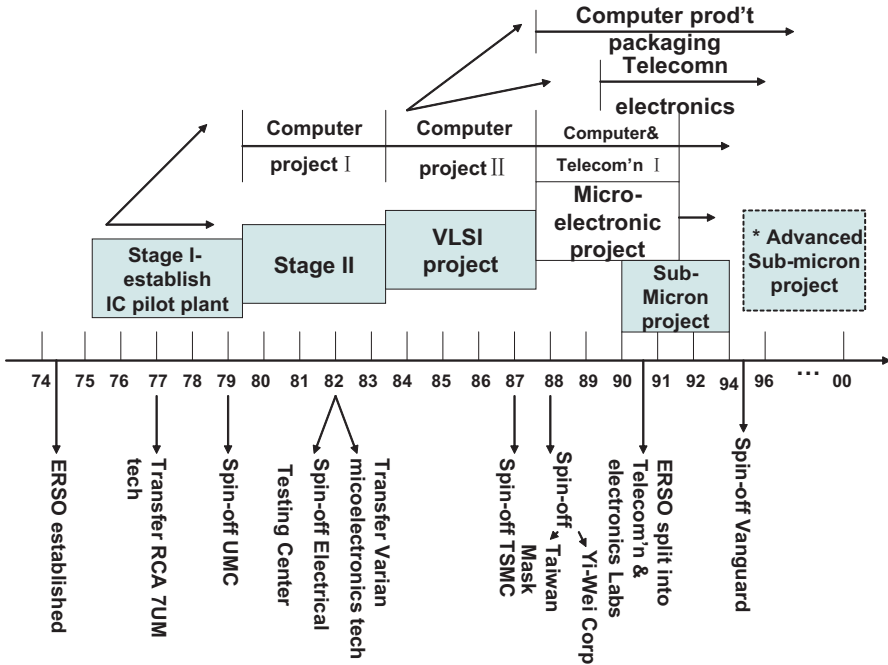 Computer prod't
packaging
Telecomn
electronics
Computer
project I
Computer
project II
Computer&
Telecom'n I
Stage I-
establish
IC pilot plant
Stage II
VLSI
project
Micro-
electronic
project
Sub-
Micron
project
* Advanced
Sub-micron
project
74 75 76 77 78 79 80 81 82 83 84 85 86 87 88 89 90 91 92 94 96 ... 00
ERSO established
Transfer RCA 7UM
tech
Spin-off UMC
Spin-off Electrical
Testing Center
Transfer Varian
micoelectronics tech
Spin-off TSMC
Spin-off
Taiwan
Mask
Yi-Wei Corp
ERSO split into
Telecom'n &
electronics Labs
Spin-off Vanguard